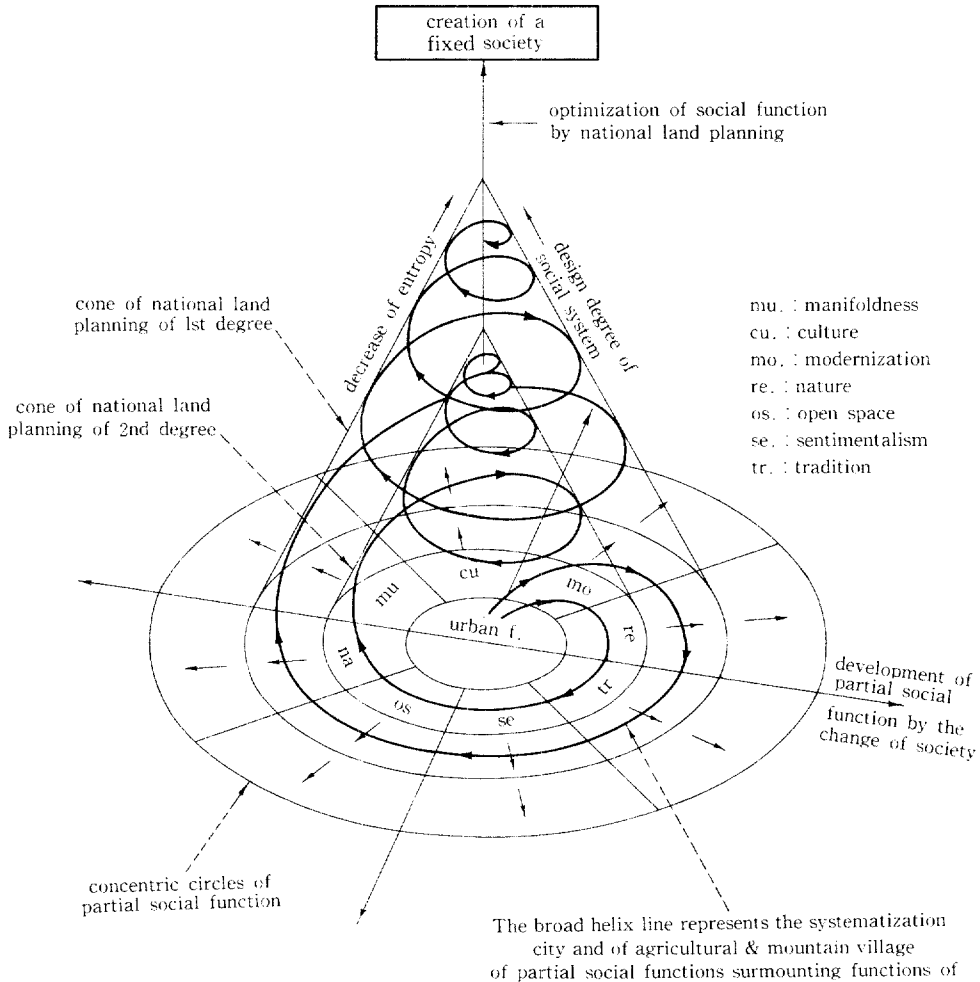 creation of a
fixed society
optimization of social function
by national land planning
decrease of entropy
design degree of
social system
cone of national land
planning of 1st degree
cone of national land
planning of 2nd degree
mu. : manifoldness
cu. : culture
mo. : modernization
re. : nature
os. : open space
se. : sentimentalism
tr. : tradition
cu
mu
mo
urban f.
re
na
tr
os
se
development of
partial social
function by the
change of society
concentric circles of
partial social function
The broad helix line represents the systematization
city and of agricultural & mountain village
of partial social functions surmounting functions of